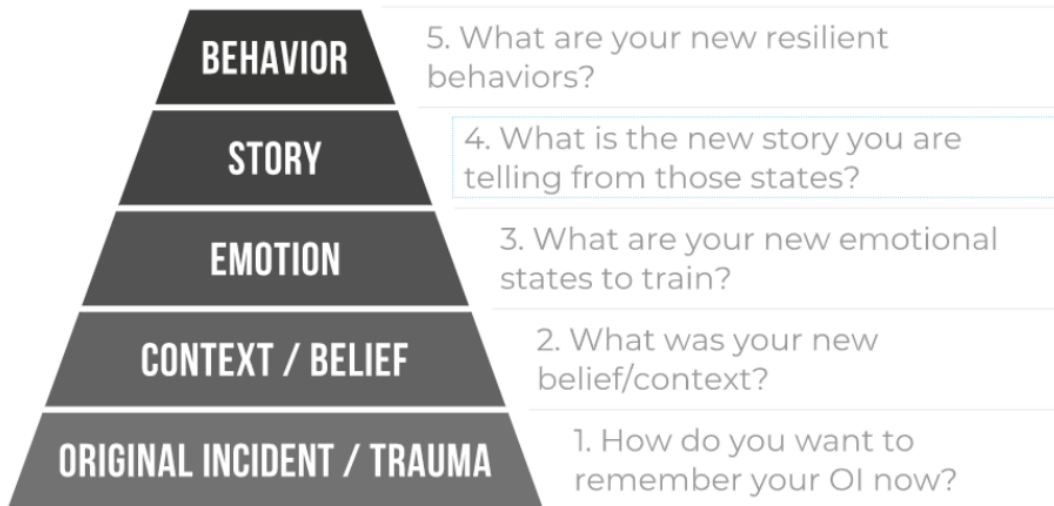 BEHAVIOR
5. What are your new resilient
behaviors?
STORY
4. What is the new story you are
telling from those states?
EMOTION
3. What are your new emotional
states to train?
CONTEXT / BELIEF
2. What was your new
belief/context?
ORIGINAL INCIDENT / TRAUMA
1. How do you want to
remember your OI now?